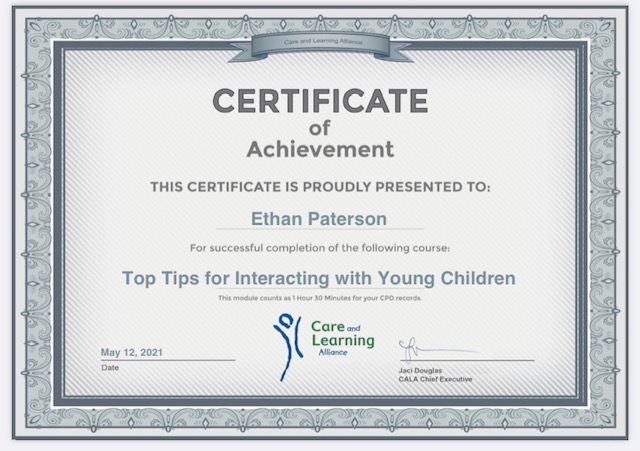 Care and Learning Alliance
CERTIFICATE
of
Achievement
THIS CERTIFICATE IS PROUDLY PRESENTED TO:
Ethan Paterson
For successful completion of the following course:
Top Tips for Interacting with Young Children
This module counts as 1 Hour 30 Minutes for your CPD records.
Care and
Learning
Alliance
May 12, 2021
Date
Jaci Douglas
CALA Chief Executive